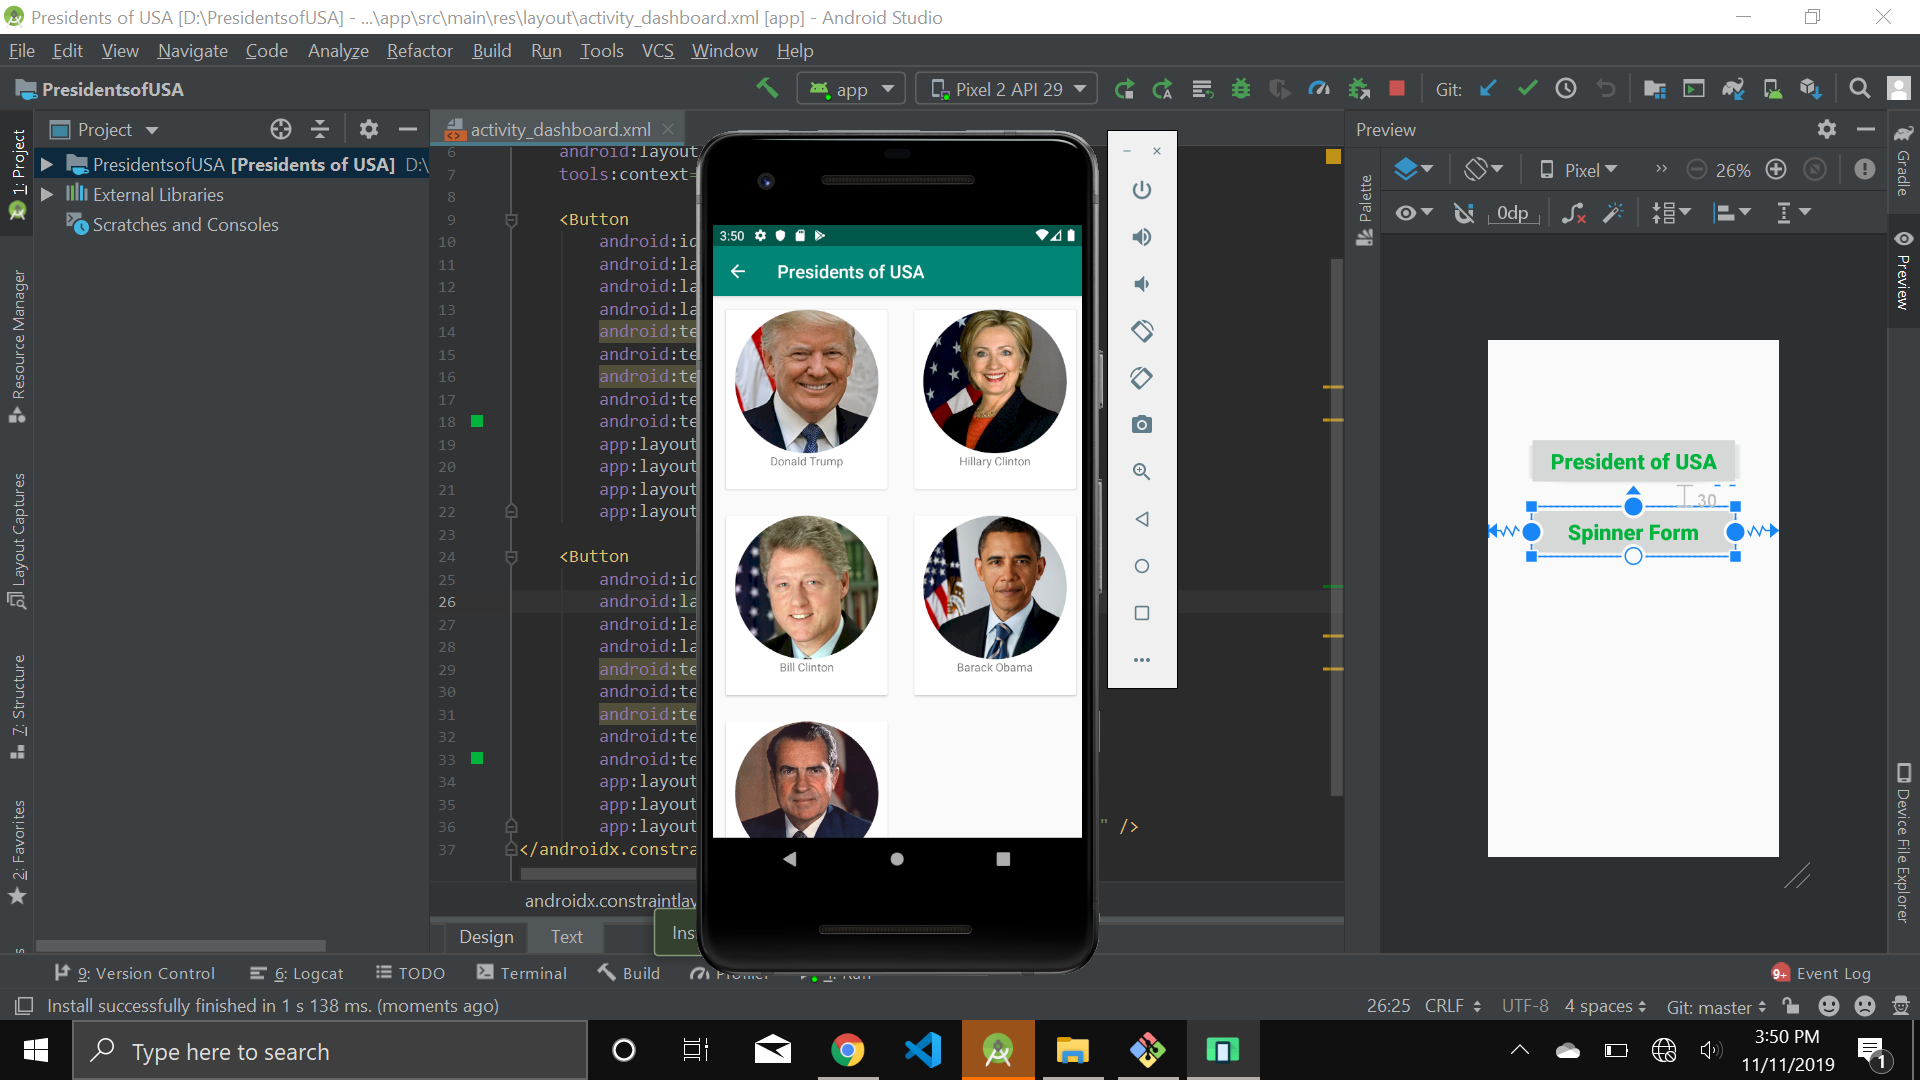 Presidents of USA [D:\PresidentsofUSA] - ...\app\src\main\res\layout\activity_dashboard.xml [app] - Android Studio
File Edit View Navigate Code Analyze Refactor Build Run Tools VCS Window Help
PresidentsofUSA
app
Pixel 2 API 29
Git:
Project
activity_dashboard.xml
PresidentsofUSA [Presidents of USA] D:\
External Libraries
Scratches and Consoles
1: Project
Resource Manager
Layout Captures
7: Structure
2: Favorites
6 android:layout
7 tools:context=
8
9 <Button
10 android:id
11 android:la
12 android:la
13 android:la
14 android:te
15 android:te
16 android:te
17 android:te
18 android:te
19 app:layout
20 app:layout
21 app:layout
22 app:layout
23
24 <Button
25 android:id
26 android:la
27 android:la
28 android:la
29 android:te
30 android:te
31 android:te
32 android:te
33 android:te
34 app:layout
35 app:layout
36 app:layout " />
37 </androidx.constra
androidx.constraintlay
Design Text
Ins
3:50
Presidents of USA
Donald Trump
Hillary Clinton
Bill Clinton
Barack Obama
Preview
Palette
Pixel
26%
0dp
President of USA
30
Spinner Form
Gradle
Preview
Device File Explorer
9: Version Control
6: Logcat
TODO
Terminal
Build
Profiler
4: Run
9+ Event Log
Install successfully finished in 1 s 138 ms. (moments ago)
26:25 CRLF UTF-8 4 spaces Git: master
Type here to search
3:50 PM
11/11/2019
1